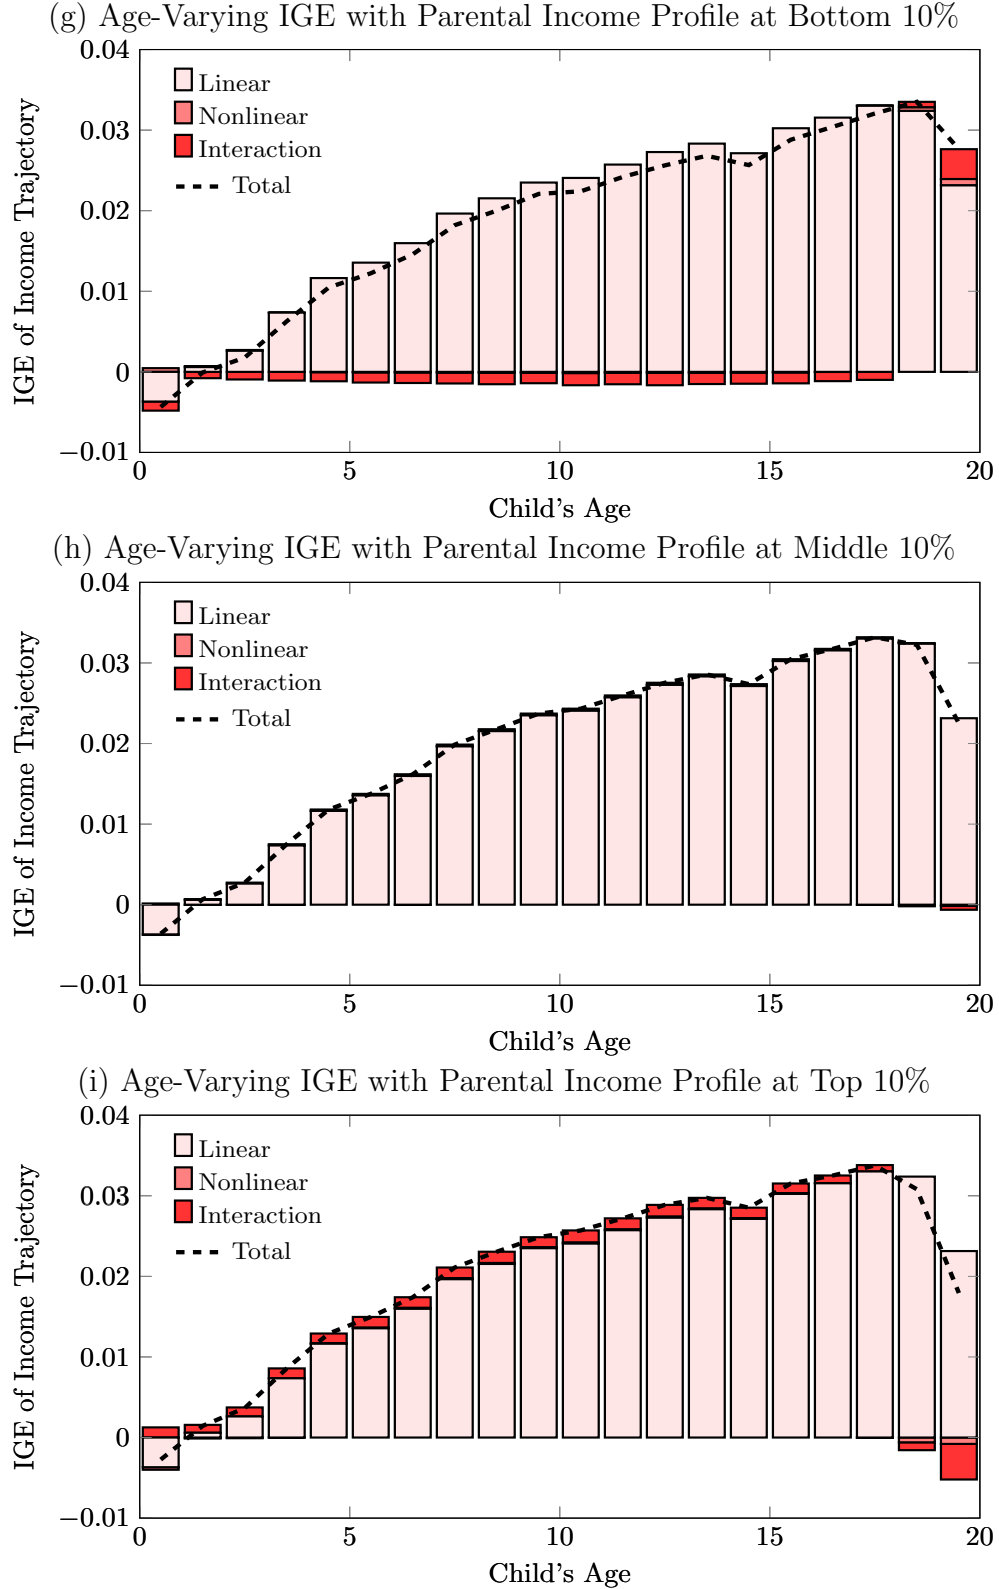 (g) Age-Varying IGE with Parental Income Profile at Bottom 10%
0.04
0.03
0.02
0.01
0
−0.01
IGE of Income Trajectory
Linear
Nonlinear
Interaction
Total
0 5 10 15 20
Child's Age
(h) Age-Varying IGE with Parental Income Profile at Middle 10%
0.04
0.03
0.02
0.01
0
−0.01
IGE of Income Trajectory
Linear
Nonlinear
Interaction
Total
0 5 10 15 20
Child's Age
(i) Age-Varying IGE with Parental Income Profile at Top 10%
0.04
0.03
0.02
0.01
0
−0.01
IGE of Income Trajectory
Linear
Nonlinear
Interaction
Total
0 5 10 15 20
Child's Age